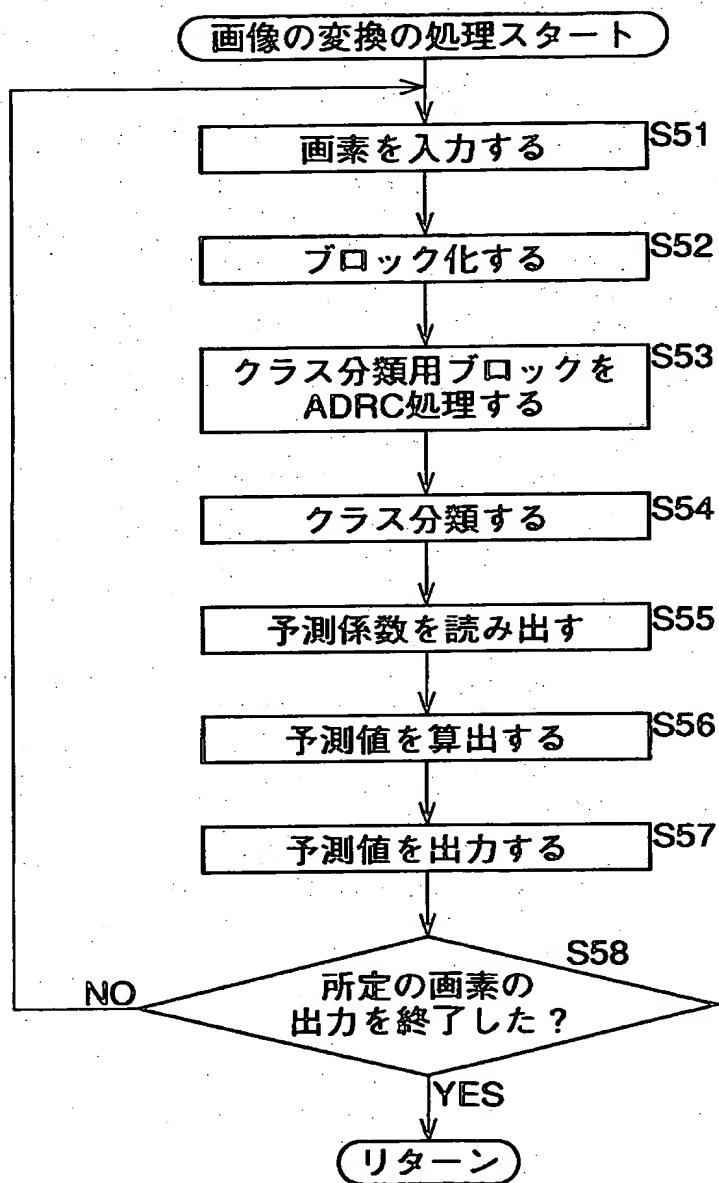 画像の変換の処理スタート
画素を入力する
S51
ブロック化する
S52
クラス分類用ブロックを
ADRC処理する
S53
クラス分類する
S54
予測係数を読み出す
S55
予測値を算出する
S56
予測値を出力する
S57
S58
所定の画素の
出力を終了した？
NO
YES
リターン